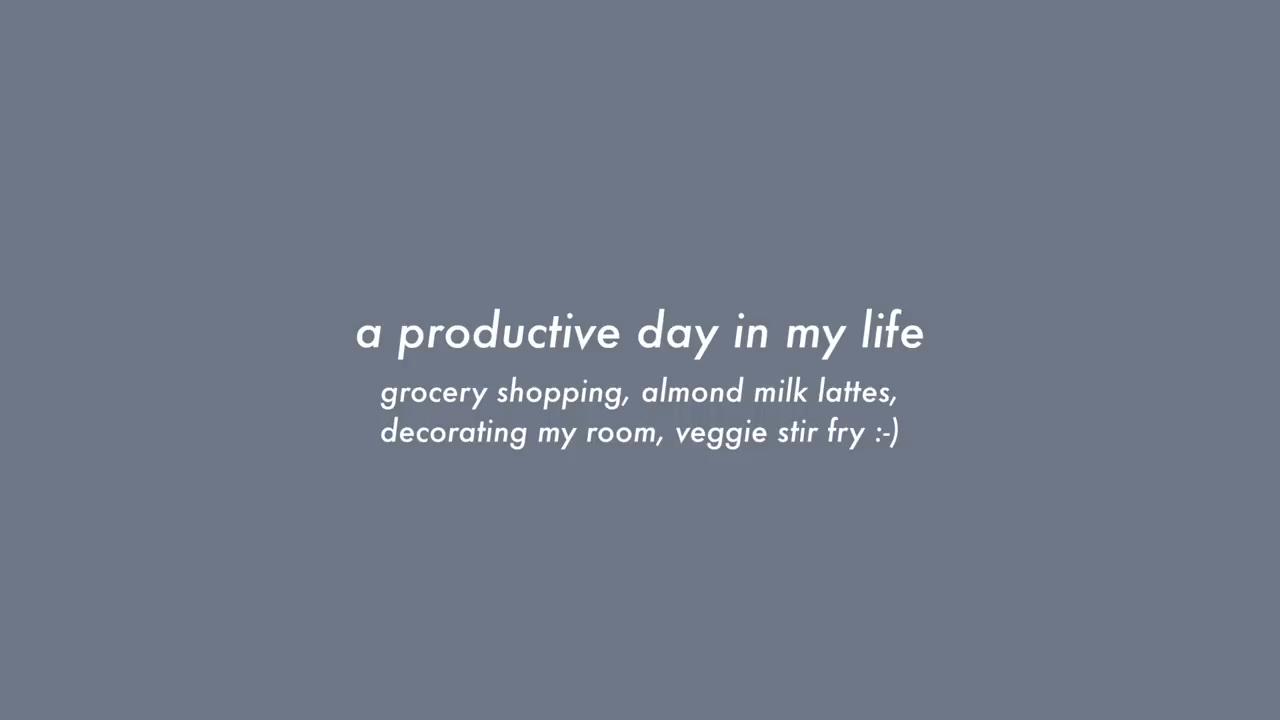 a productive day in my life
grocery shopping, almond milk lattes,
decorating my room, veggie stir fry :-)